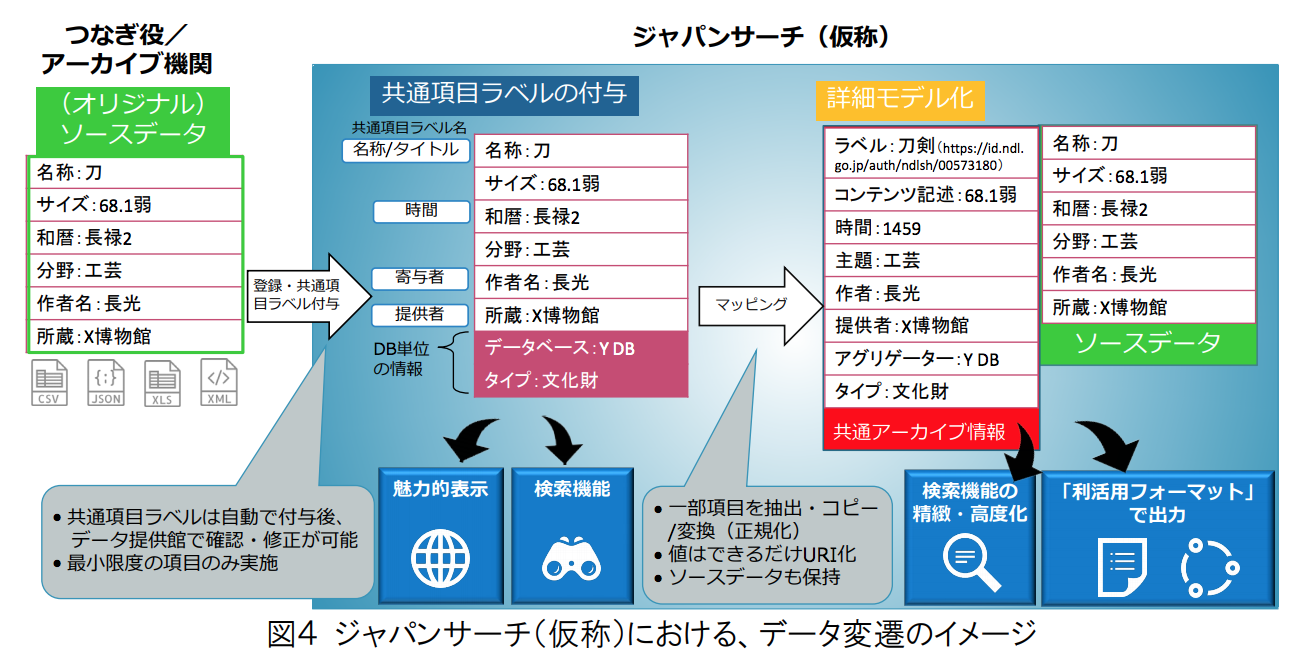 つなぎ役／
アーカイブ機関
（オリジナル）
ソースデータ
名称：刀
サイズ：68.1弱
和暦：長禄2
分野：工芸
作者名：長光
所蔵：X博物館
CSV
JSON
XLS
XML
登録・共通項
目ラベル付与
ジャパンサーチ（仮称）
共通項目ラベルの付与
共通項目ラベル名
名称/タイトル
時間
寄与者
提供者
DB単位
の情報
名称：刀
サイズ：68.1弱
和暦：長禄2
分野：工芸
作者名：長光
所蔵：X博物館
データベース：Y DB
タイプ：文化財
マッピング
詳細モデル化
ラベル：刀剣（https://id.ndl.
go.jp/auth/ndlsh/00573180）
コンテンツ記述：68.1弱
時間：1459
主題：工芸
作者：長光
提供者：X博物館
アグリゲーター：Y DB
タイプ：文化財
共通アーカイブ情報
名称：刀
サイズ：68.1弱
和暦：長禄2
分野：工芸
作者名：長光
所蔵：X博物館
ソースデータ
• 共通項目ラベルは自動で付与後、
データ提供館で確認・修正が可能
• 最小限度の項目のみ実施
魅力的表示
検索機能
• 一部項目を抽出・コピー
/変換（正規化）
• 値はできるだけURI化
• ソースデータも保持
検索機能の
精緻・高度化
「利活用フォーマット」
で出力
図4 ジャパンサーチ（仮称）における、データ変遷のイメージ